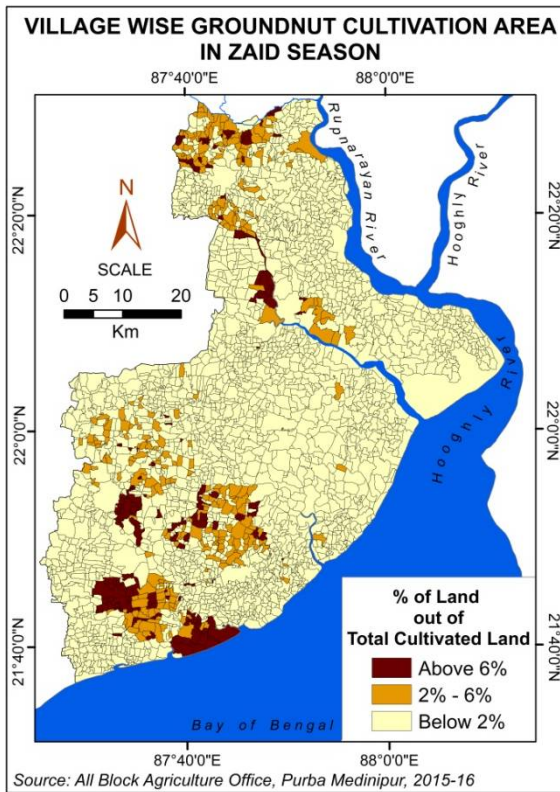 VILLAGE WISE GROUNDNUT CULTIVATION AREA
IN ZAID SEASON
87°40'0"E
88°0'0"E
Rupnarayan River
Hooghly River
22°20'0"N
22°20'0"N
N
SCALE
0 5 10 20
Km
22°0'0"N
22°0'0"N
Hooghly River
21°40'0"N
21°40'0"N
% of Land
out of
Total Cultivated Land
Above 6%
2% - 6%
Below 2%
Bay of Bengal
87°40'0"E
88°0'0"E
Source: All Block Agriculture Office, Purba Medinipur, 2015-16